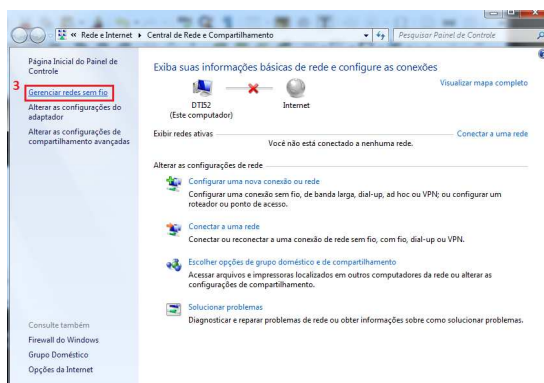 « Rede e Internet ▸ Central de Rede e Compartilhamento
Pesquisar Painel de Controle
Página Inicial do Painel de
Controle
3
Gerenciar redes sem fio
Alterar as configurações do
adaptador
Alterar as configurações de
compartilhamento avançadas
Exiba suas informações básicas de rede e configure as conexões
Visualizar mapa completo
DTI52
(Este computador)
Internet
Exibir redes ativas
Conectar a uma rede
Você não está conectado a nenhuma rede.
Alterar as configurações de rede
Configurar uma nova conexão ou rede
Configurar uma conexão sem fio, de banda larga, dial-up, ad hoc ou VPN; ou configurar um
roteador ou ponto de acesso.
Conectar a uma rede
Conectar ou reconectar a uma conexão de rede sem fio, com fio, dial-up ou VPN.
Escolher opções de grupo doméstico e de compartilhamento
Acessar arquivos e impressoras localizados em outros computadores da rede ou alterar as
configurações de compartilhamento.
Solucionar problemas
Diagnosticar e reparar problemas de rede ou obter informações sobre como solucionar problemas.
Consulte também
Firewall do Windows
Grupo Doméstico
Opções da Internet